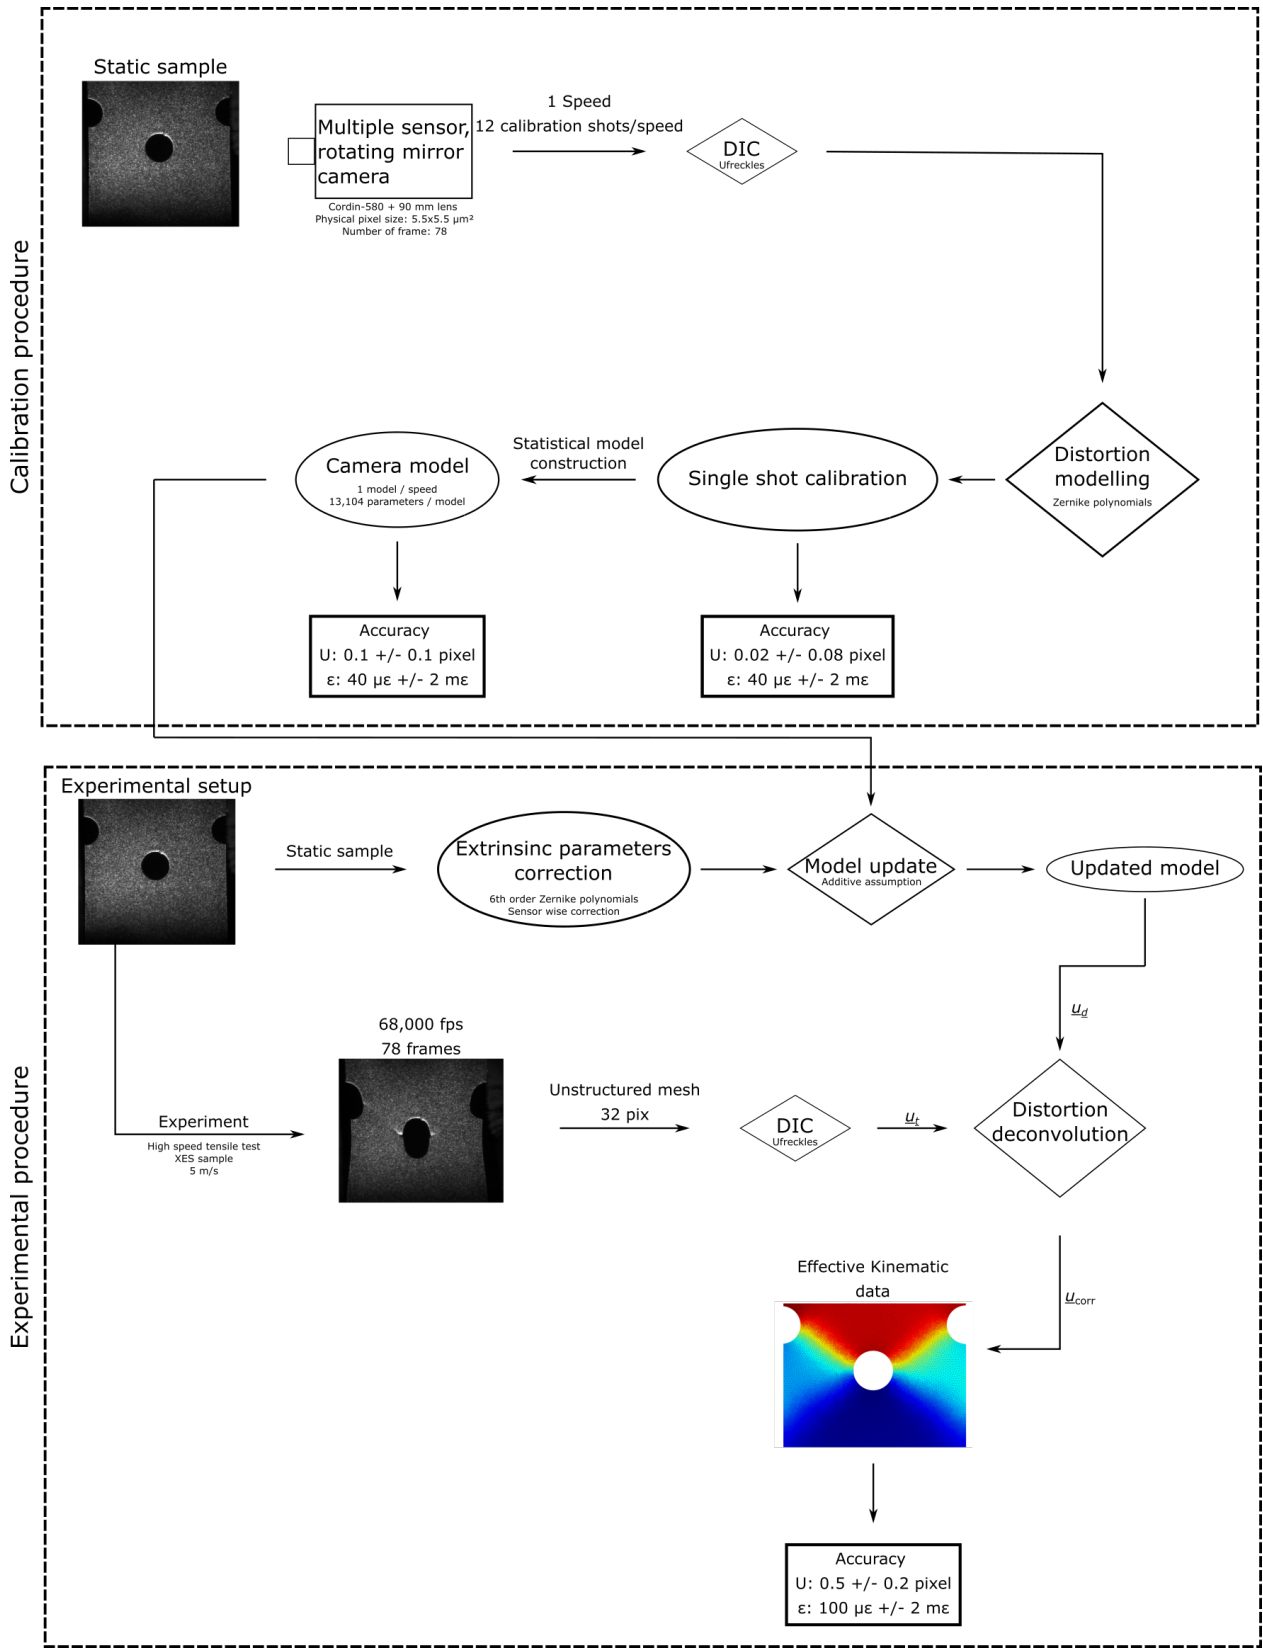 Calibration procedure
Static sample
Multiple sensor,
rotating mirror
camera
Cordin-580 + 90 mm lens
Physical pixel size: 5.5x5.5 µm²
Number of frame: 78
1 Speed
12 calibration shots/speed
DIC
Ufreckles
Distortion
modelling
Zernike polynomials
Single shot calibration
Statistical model
construction
Camera model
1 model / speed
13,104 parameters / model
Accuracy
U: 0.1 +/- 0.1 pixel
ε: 40 µε +/- 2 mε
Accuracy
U: 0.02 +/- 0.08 pixel
ε: 40 µε +/- 2 mε
Experimental procedure
Experimental setup
Static sample
Extrinsinc parameters
correction
6th order Zernike polynomials
Sensor wise correction
Model update
Additive assumption
Updated model
u_d
68,000 fps
78 frames
Experiment
High speed tensile test
XES sample
5 m/s
Unstructured mesh
32 pix
DIC
Ufreckles
u_t
Distortion
deconvolution
u_corr
Effective Kinematic
data
Accuracy
U: 0.5 +/- 0.2 pixel
ε: 100 µε +/- 2 mε